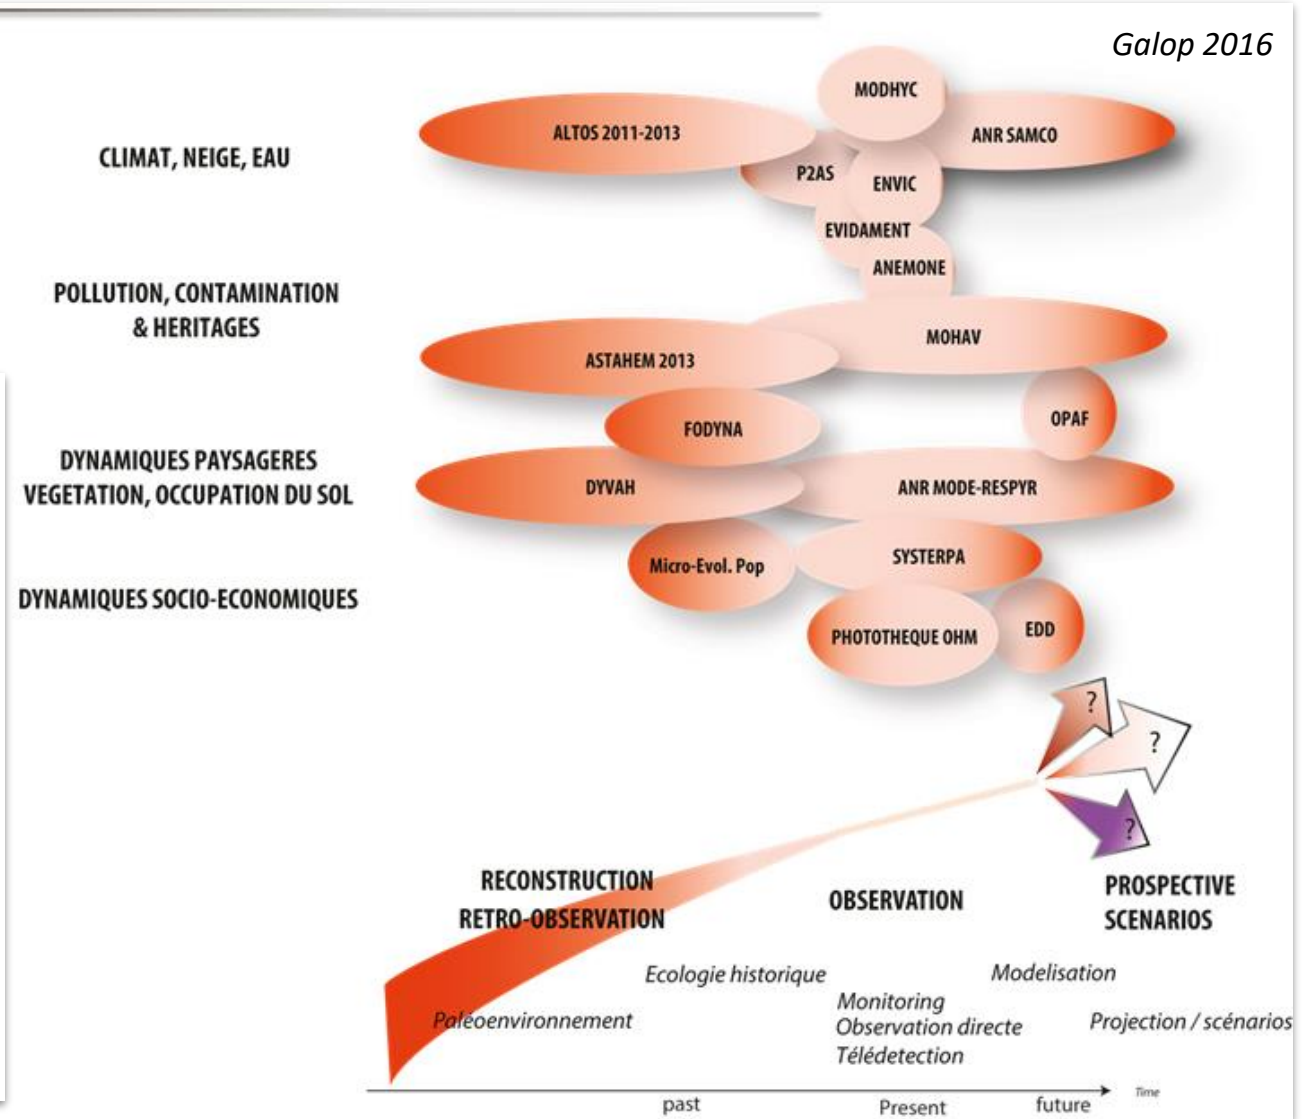 Galop 2016
MODHYC
ALTOS 2011-2013
ANR SAMCO
CLIMAT, NEIGE, EAU
P2AS
ENVIC
EVIDAMENT
ANEMONE
POLLUTION, CONTAMINATION
& HERITAGES
MOHAV
ASTAHEM 2013
OPAF
FODYNA
DYNAMIQUES PAYSAGERES
VEGETATION, OCCUPATION DU SOL
DYVAH
ANR MODE-RESPYR
SYSTERPA
Micro-Evol. Pop
DYNAMIQUES SOCIO-ECONOMIQUES
PHOTOTHEQUE OHM
EDD
?
?
?
RECONSTRUCTION
RETRO-OBSERVATION
OBSERVATION
PROSPECTIVE
SCENARIOS
Ecologie historique
Modelisation
Paléoenvironnement
Monitoring
Observation directe
Télédetection
Projection / scénarios
Time
past
Present
future